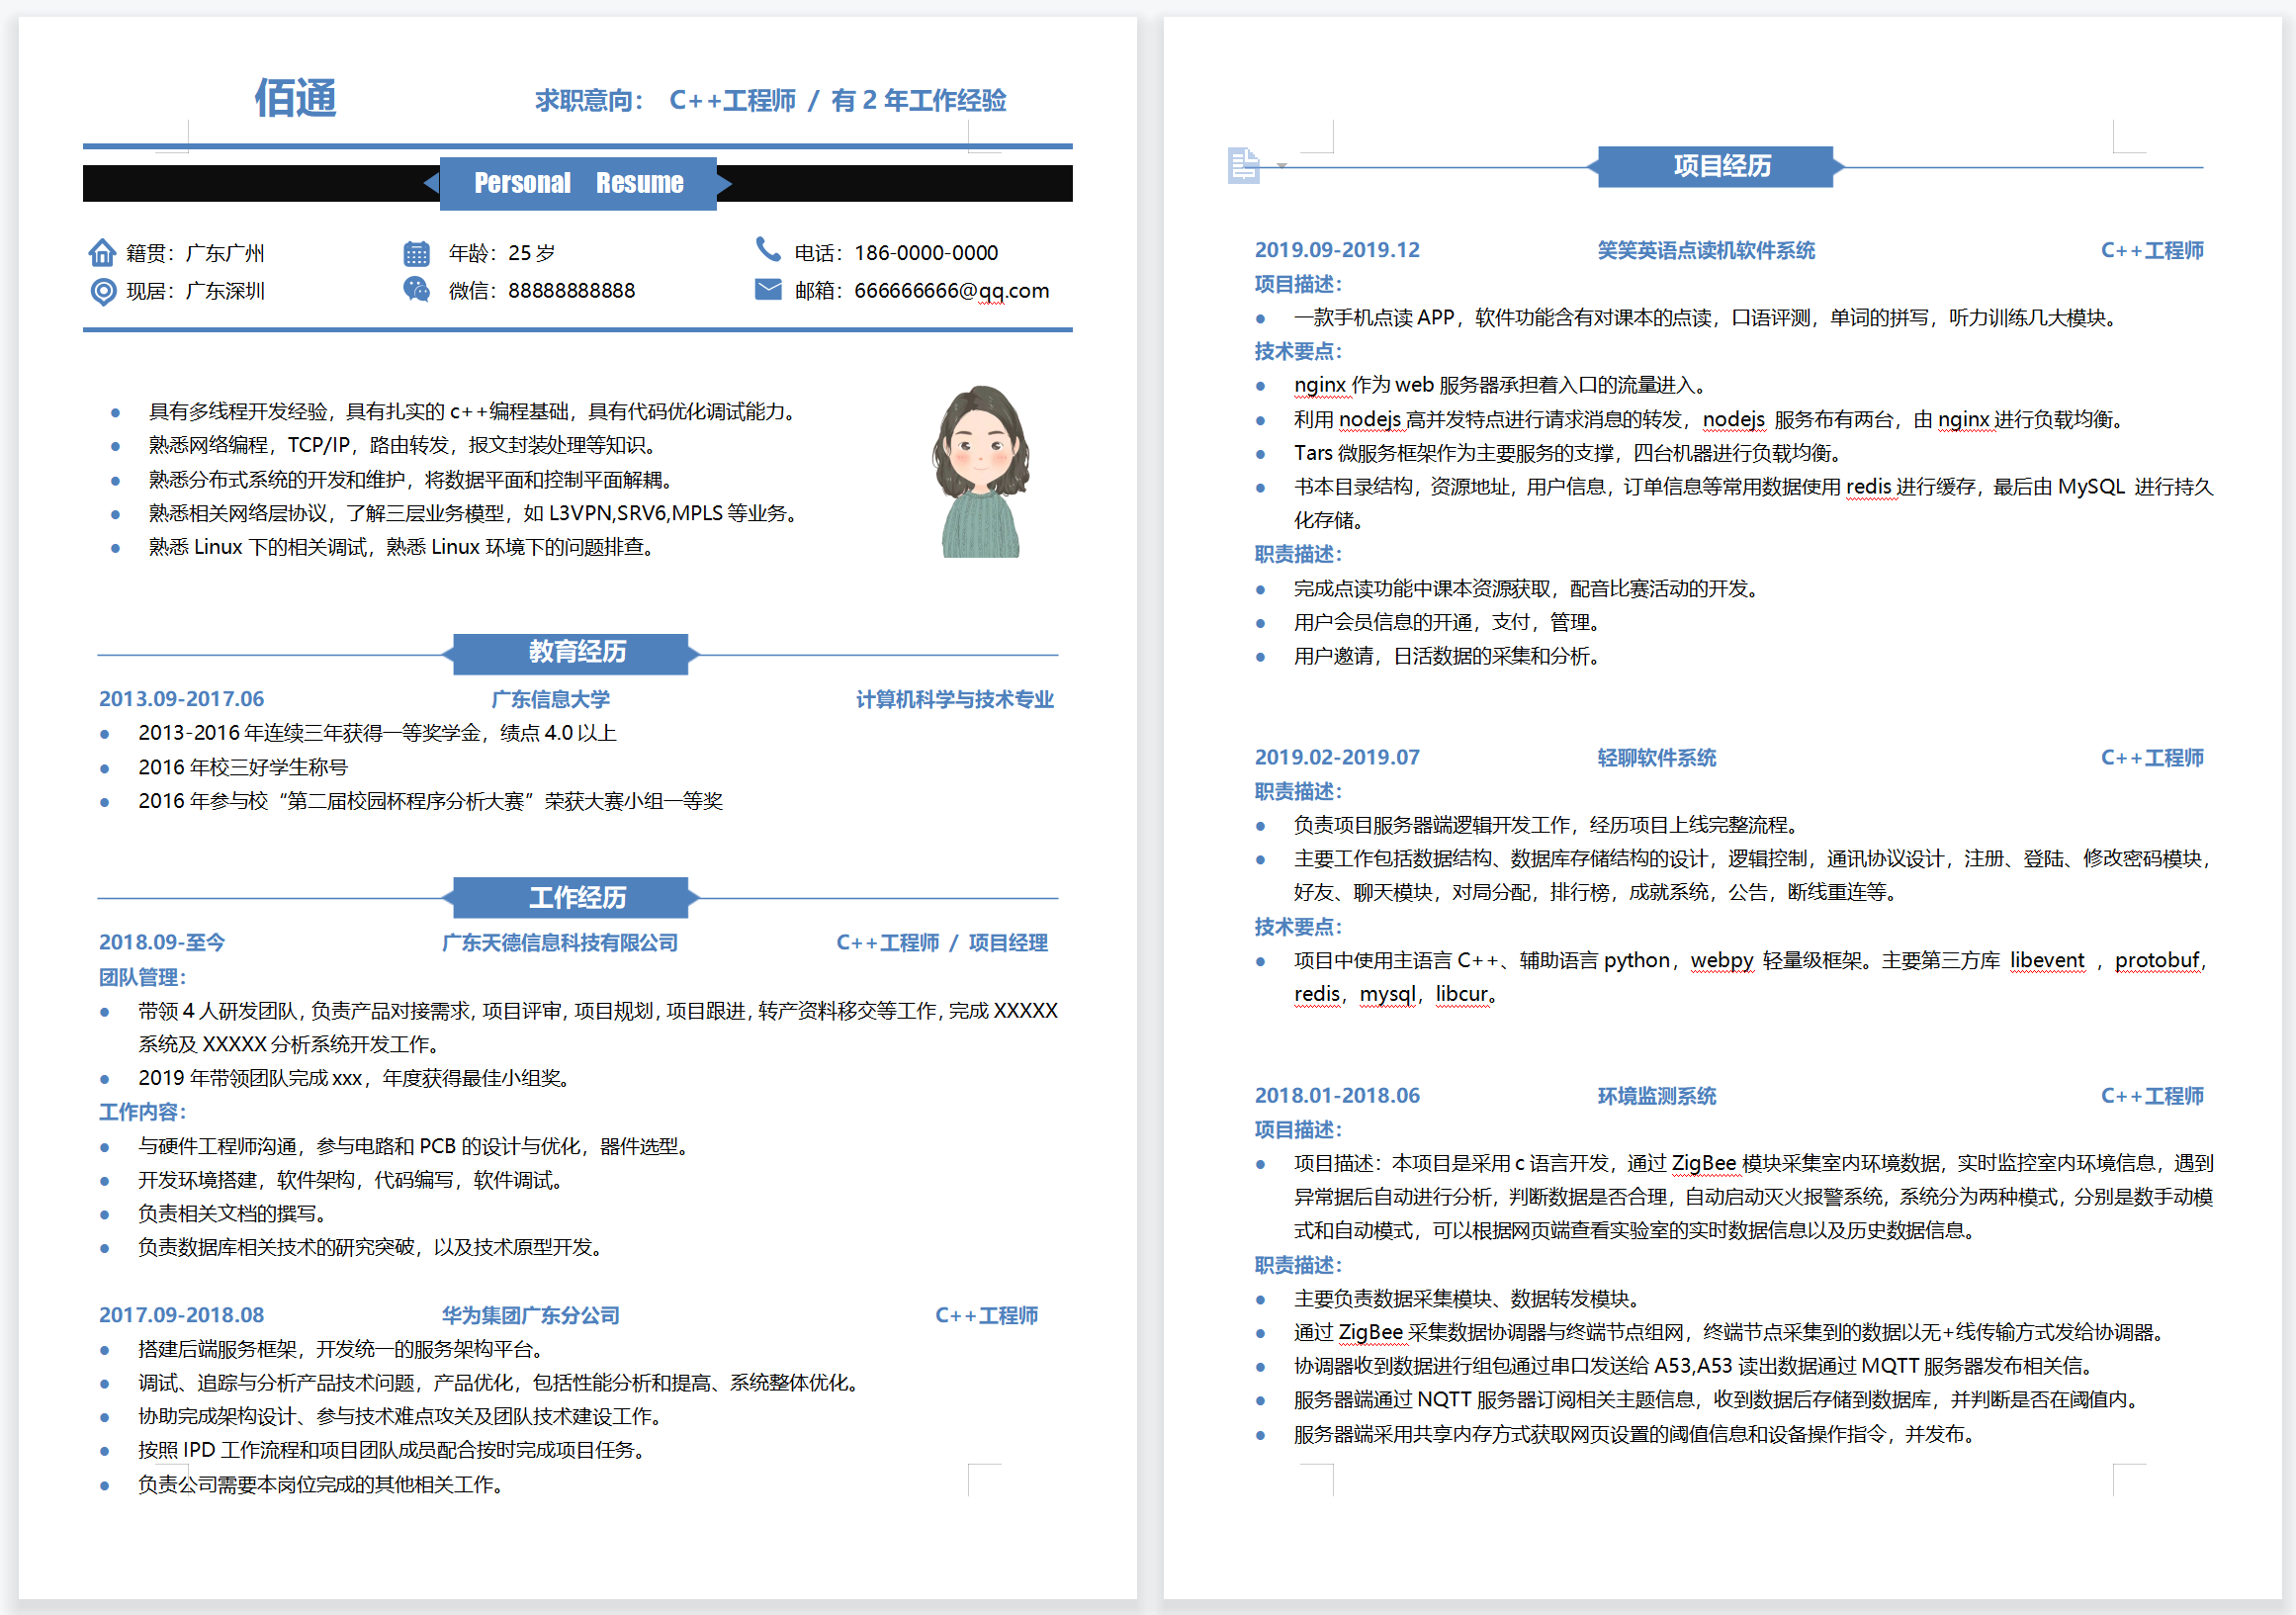 佰通
求职意向： C++工程师 / 有 2 年工作经验
Personal Resume
籍贯：广东广州 年龄：25 岁 电话：186-0000-0000
现居：广东深圳 微信：88888888888 邮箱：666666666@qq.com
具有多线程开发经验，具有扎实的 c++编程基础，具有代码优化调试能力。
熟悉网络编程，TCP/IP，路由转发，报文封装处理等知识。
熟悉分布式系统的开发和维护，将数据平面和控制平面解耦。
熟悉相关网络层协议，了解三层业务模型，如 L3VPN,SRV6,MPLS 等业务。
熟悉 Linux 下的相关调试，熟悉 Linux 环境下的问题排查。
教育经历
2013.09-2017.06 广东信息大学 计算机科学与技术专业
2013-2016 年连续三年获得一等奖学金，绩点 4.0 以上
2016 年校三好学生称号
2016 年参与校“第二届校园杯程序分析大赛”荣获大赛小组一等奖
工作经历
2018.09-至今 广东天德信息科技有限公司 C++工程师 / 项目经理
团队管理：
带领 4 人研发团队，负责产品对接需求，项目评审，项目规划，项目跟进，转产资料移交等工作，完成 XXXXX
系统及 XXXXX 分析系统开发工作。
2019 年带领团队完成 xxx，年度获得最佳小组奖。
工作内容：
与硬件工程师沟通，参与电路和 PCB 的设计与优化，器件选型。
开发环境搭建，软件架构，代码编写，软件调试。
负责相关文档的撰写。
负责数据库相关技术的研究突破，以及技术原型开发。
2017.09-2018.08 华为集团广东分公司 C++工程师
搭建后端服务框架，开发统一的服务架构平台。
调试、追踪与分析产品技术问题，产品优化，包括性能分析和提高、系统整体优化。
协助完成架构设计、参与技术难点攻关及团队技术建设工作。
按照 IPD 工作流程和项目团队成员配合按时完成项目任务。
负责公司需要本岗位完成的其他相关工作。
项目经历
2019.09-2019.12 笑笑英语点读机软件系统 C++工程师
项目描述：
一款手机点读 APP，软件功能含有对课本的点读，口语评测，单词的拼写，听力训练几大模块。
技术要点：
nginx 作为 web 服务器承担着入口的流量进入。
利用 nodejs 高并发特点进行请求消息的转发，nodejs 服务布有两台，由 nginx 进行负载均衡。
Tars 微服务框架作为主要服务的支撑，四台机器进行负载均衡。
书本目录结构，资源地址，用户信息，订单信息等常用数据使用 redis 进行缓存，最后由 MySQL 进行持久
化存储。
职责描述：
完成点读功能中课本资源获取，配音比赛活动的开发。
用户会员信息的开通，支付，管理。
用户邀请，日活数据的采集和分析。
2019.02-2019.07 轻聊软件系统 C++工程师
职责描述：
负责项目服务器端逻辑开发工作，经历项目上线完整流程。
主要工作包括数据结构、数据库存储结构的设计，逻辑控制，通讯协议设计，注册、登陆、修改密码模块，
好友、聊天模块，对局分配，排行榜，成就系统，公告，断线重连等。
技术要点：
项目中使用主语言 C++、辅助语言 python，webpy 轻量级框架。主要第三方库 libevent ，protobuf，
redis，mysql，libcur。
2018.01-2018.06 环境监测系统 C++工程师
项目描述：
项目描述：本项目是采用 c 语言开发，通过 ZigBee 模块采集室内环境数据，实时监控室内环境信息，遇到
异常据后自动进行分析，判断数据是否合理，自动启动灭火报警系统，系统分为两种模式，分别是数手动模
式和自动模式，可以根据网页端查看实验室的实时数据信息以及历史数据信息。
职责描述：
主要负责数据采集模块、数据转发模块。
通过 ZigBee 采集数据协调器与终端节点组网，终端节点采集到的数据以无+线传输方式发给协调器。
协调器收到数据进行组包通过串口发送给 A53,A53 读出数据通过 MQTT 服务器发布相关信。
服务器端通过 NQTT 服务器订阅相关主题信息，收到数据后存储到数据库，并判断是否在阈值内。
服务器端采用共享内存方式获取网页设置的阈值信息和设备操作指令，并发布。